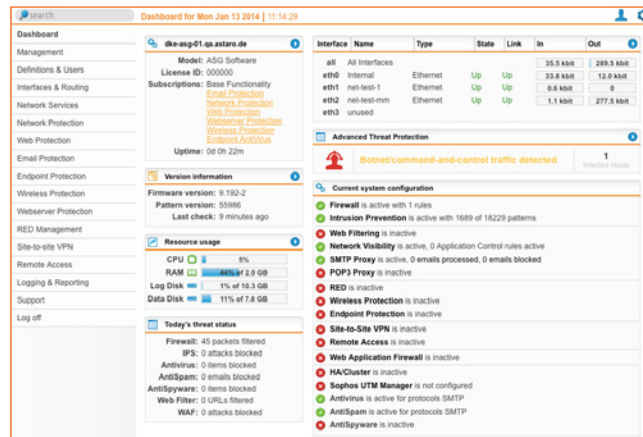 search
Dashboard for Mon Jan 13 2014 | 11:14:29
Dashboard
Management
Definitions & Users
Interfaces & Routing
Network Services
Network Protection
Web Protection
Email Protection
Endpoint Protection
Wireless Protection
Webserver Protection
RED Management
Site-to-site VPN
Remote Access
Logging & Reporting
Support
Log off
dke-asg-01.qa.astaro.de
Model: ASG Software
License ID: 000000
Subscriptions: Base Functionality
Email Protection
Network Protection
Web Protection
Webserver Protection
Wireless Protection
Endpoint AntiVirus
Uptime: 0d 0h 22m
Version information
Firmware version: 9.192-2
Pattern version: 55986
Last check: 9 minutes ago
Resource usage
CPU 5%
RAM 44% of 2.0 GB
Log Disk 1% of 10.3 GB
Data Disk 11% of 7.8 GB
Today's threat status
Firewall: 45 packets filtered
IPS: 0 attacks blocked
Antivirus: 0 items blocked
AntiSpam: 0 emails blocked
AntiSpyware: 0 items blocked
Web Filter: 0 URLs filtered
WAF: 0 attacks blocked
Interface Name Type State Link In Out
all All Interfaces 35.5 kbit 289.5 kbit
eth0 Internal Ethernet Up Up 33.8 kbit 12.0 kbit
eth1 net-test-1 Ethernet Up Up 0.6 kbit 0
eth2 net-test-mm Ethernet Up Up 1.1 kbit 277.5 kbit
eth3 unused
Advanced Threat Protection
Botnet/command-and-control traffic detected
1
Infected Hosts
Current system configuration
Firewall is active with 1 rules
Intrusion Prevention is active with 1689 of 18229 patterns
Web Filtering is inactive
Network Visibility is active, 0 Application Control rules active
SMTP Proxy is active, 0 emails processed, 0 emails blocked
POP3 Proxy is inactive
RED is inactive
Wireless Protection is inactive
Endpoint Protection is inactive
Site-to-Site VPN is inactive
Remote Access is inactive
Web Application Firewall is inactive
HA/Cluster is inactive
Sophos UTM Manager is not configured
Antivirus is active for protocols SMTP
AntiSpam is active for protocols SMTP
AntiSpyware is inactive